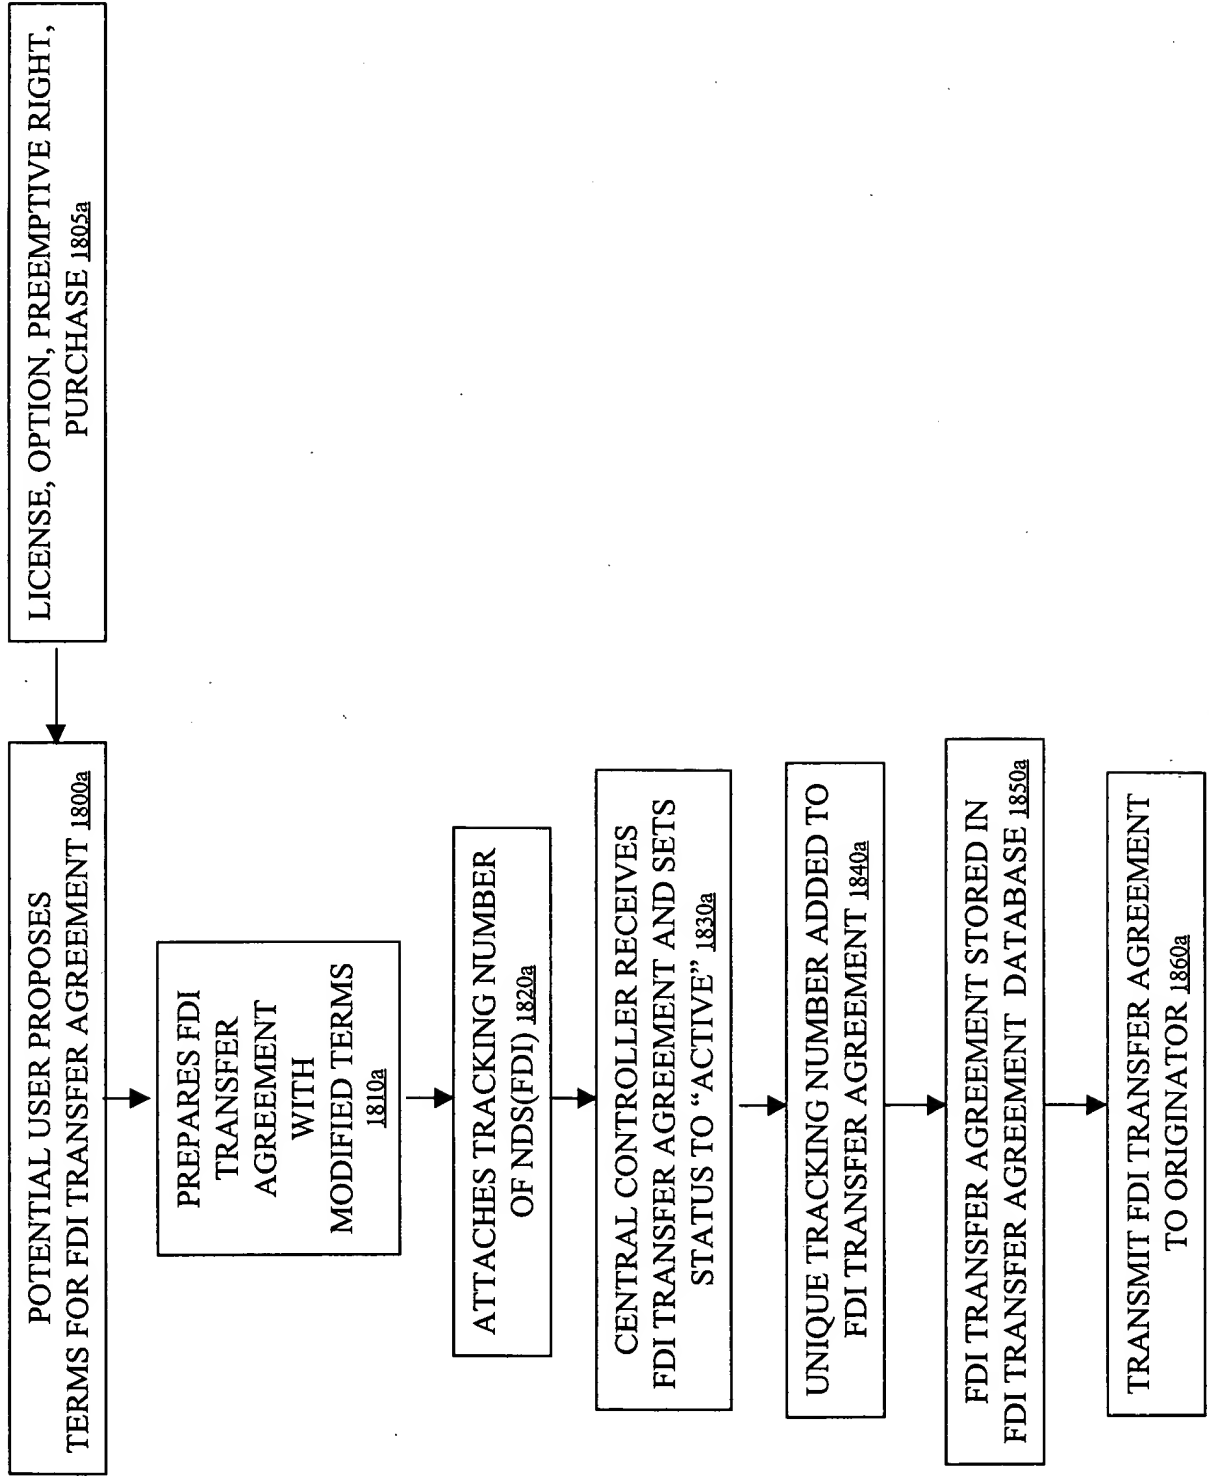 LICENSE, OPTION, PREEMPTIVE RIGHT,
PURCHASE 1805a
POTENTIAL USER PROPOSES
TERMS FOR FDI TRANSFER AGREEMENT 1800a
PREPARES FDI
TRANSFER
AGREEMENT
WITH
MODIFIED TERMS
1810a
ATTACHES TRACKING NUMBER
OF NDS(FDI) 1820a
CENTRAL CONTROLLER RECEIVES
FDI TRANSFER AGREEMENT AND SETS
STATUS TO “ACTIVE” 1830a
UNIQUE TRACKING NUMBER ADDED TO
FDI TRANSFER AGREEMENT 1840a
FDI TRANSFER AGREEMENT STORED IN
FDI TRANSFER AGREEMENT DATABASE 1850a
TRANSMIT FDI TRANSFER AGREEMENT
TO ORIGINATOR 1860a